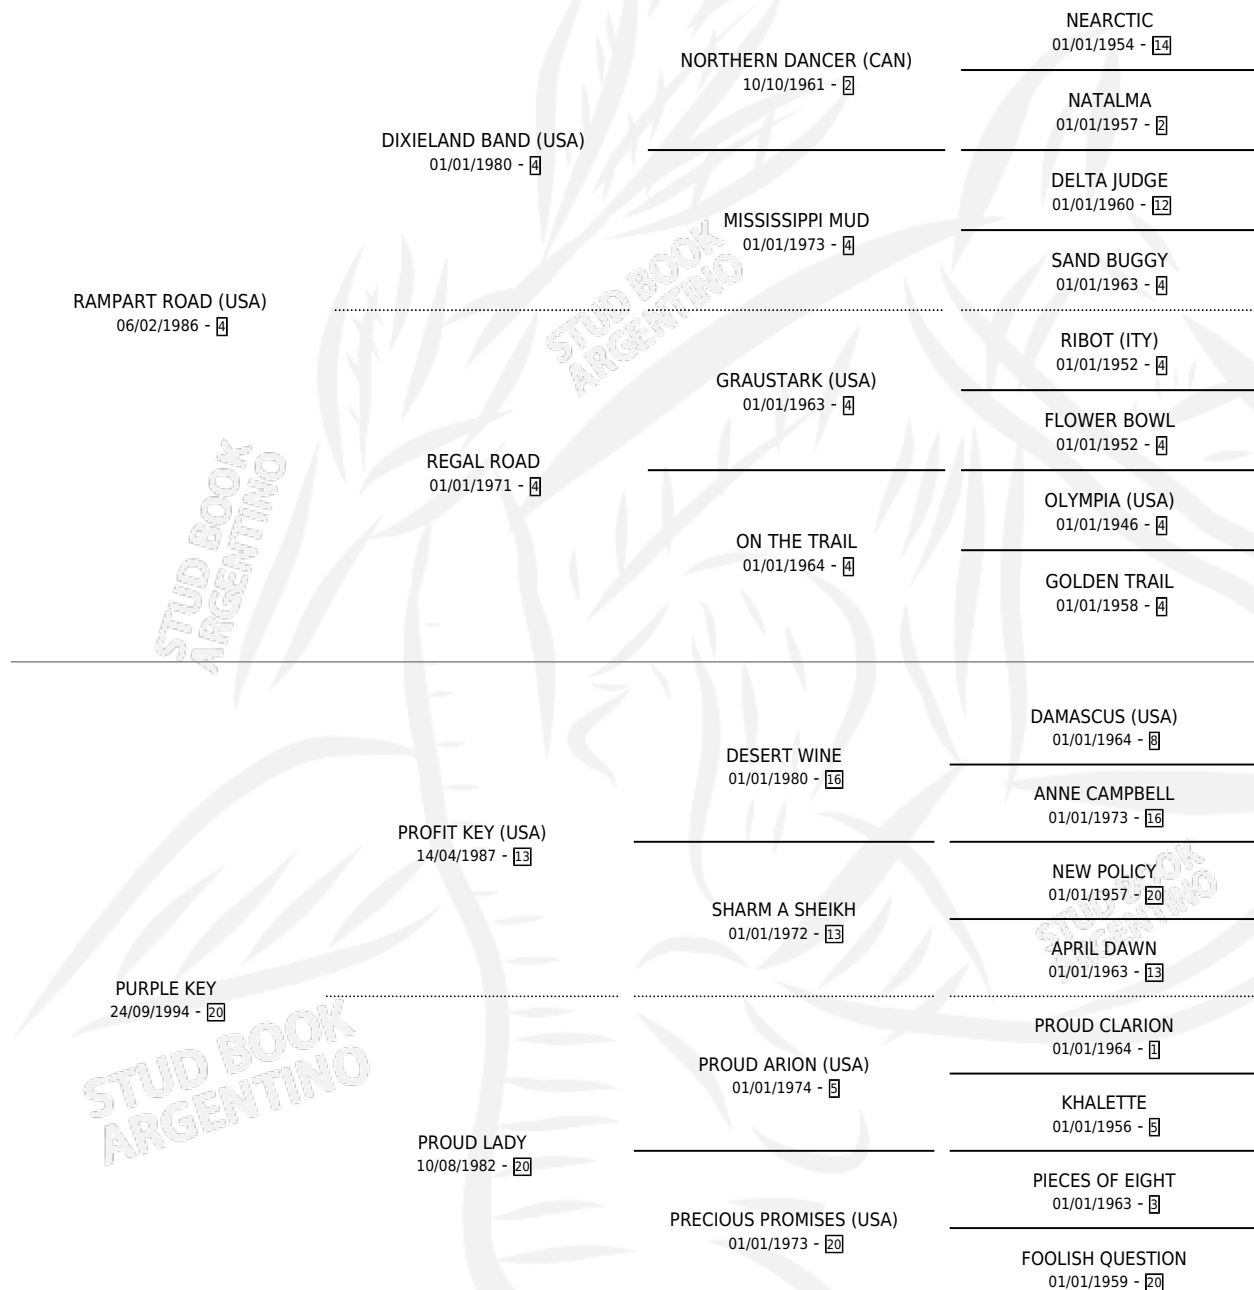 NEARCTIC
01/01/1954 - 14
NORTHERN DANCER (CAN)
10/10/1961 - 2
NATALMA
01/01/1957 - 2
DIXIELAND BAND (USA)
01/01/1980 - 4
DELTA JUDGE
01/01/1960 - 12
MISSISSIPPI MUD
01/01/1973 - 4
SAND BUGGY
01/01/1963 - 4
RAMPART ROAD (USA)
06/02/1986 - 4
RIBOT (ITY)
01/01/1952 - 4
GRAUSTARK (USA)
01/01/1963 - 4
FLOWER BOWL
01/01/1952 - 4
REGAL ROAD
01/01/1971 - 4
OLYMPIA (USA)
01/01/1946 - 4
ON THE TRAIL
01/01/1964 - 4
GOLDEN TRAIL
01/01/1958 - 4
DAMASCUS (USA)
01/01/1964 - 8
DESERT WINE
01/01/1980 - 16
ANNE CAMPBELL
01/01/1973 - 16
PROFIT KEY (USA)
14/04/1987 - 13
NEW POLICY
01/01/1957 - 20
SHARM A SHEIKH
01/01/1972 - 13
APRIL DAWN
01/01/1963 - 13
PURPLE KEY
24/09/1994 - 20
PROUD CLARION
01/01/1964 - 1
PROUD ARION (USA)
01/01/1974 - 5
KHALETTE
01/01/1956 - 5
PROUD LADY
10/08/1982 - 20
PIECES OF EIGHT
01/01/1963 - 3
PRECIOUS PROMISES (USA)
01/01/1973 - 20
FOOLISH QUESTION
01/01/1959 - 20
STUD BOOK
ARGENTINO
STUD BOOK
ARGENTINO
STUD BOOK
ARGENTINO
STUD BOOK
ARGENTINO